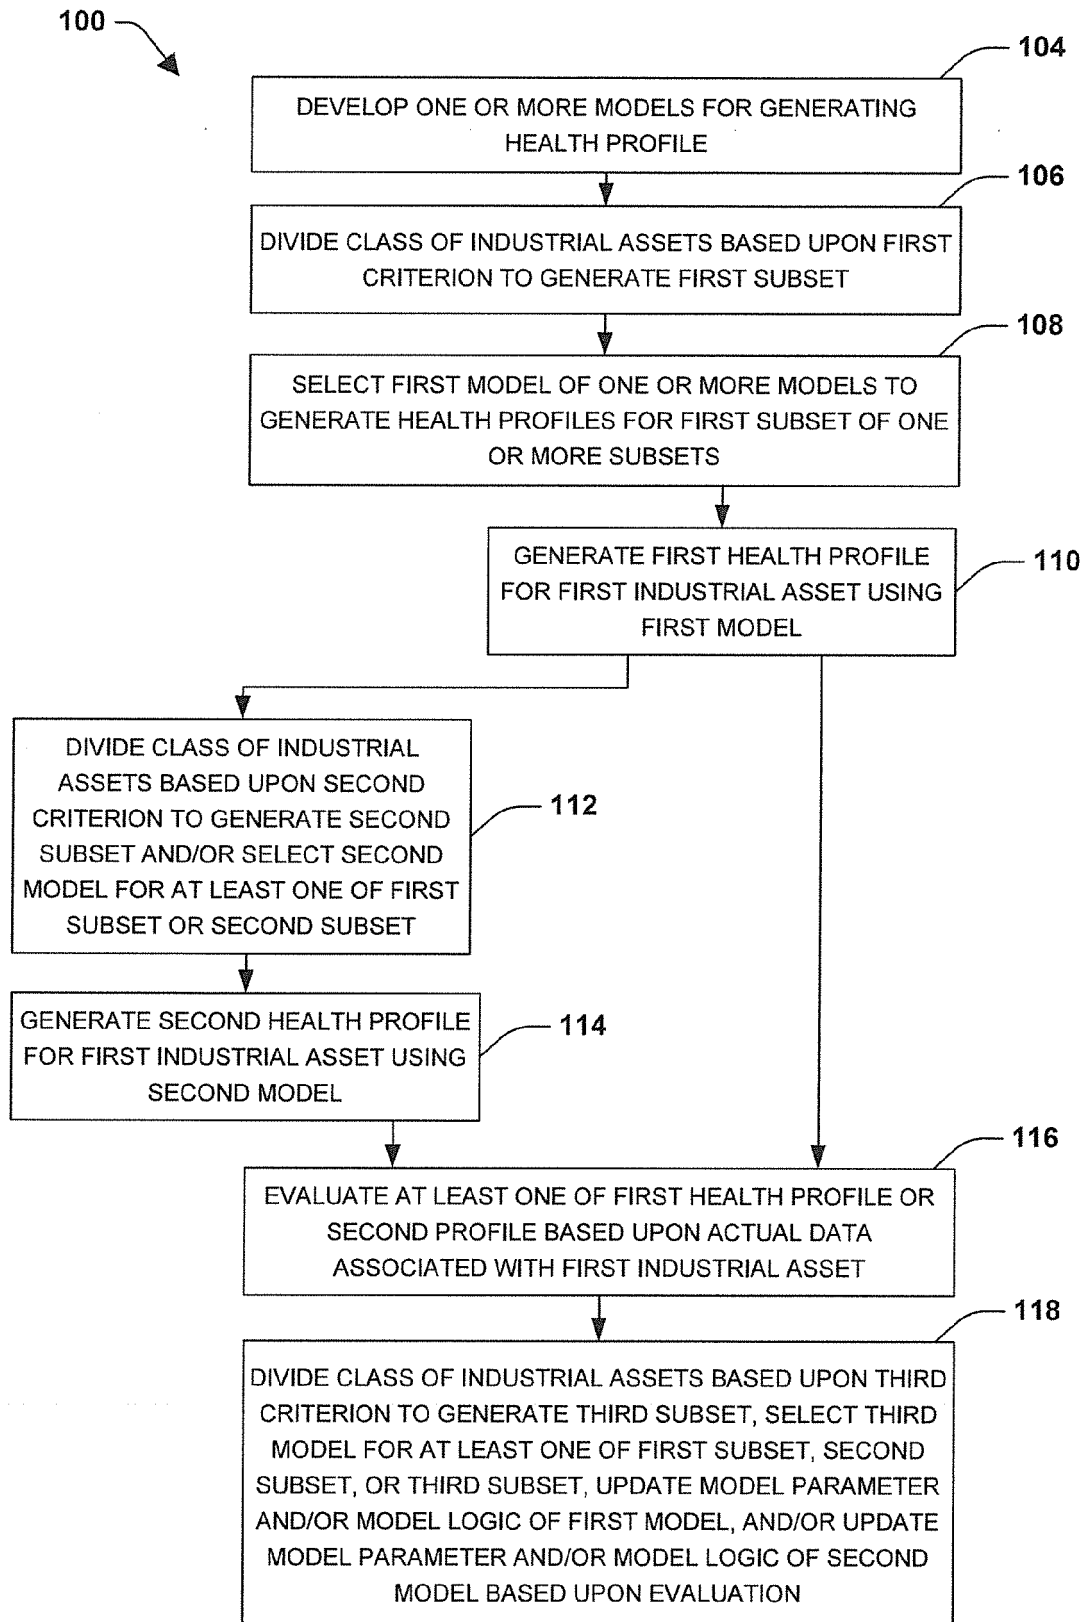 100
104
DEVELOP ONE OR MORE MODELS FOR GENERATING
HEALTH PROFILE
106
DIVIDE CLASS OF INDUSTRIAL ASSETS BASED UPON FIRST
CRITERION TO GENERATE FIRST SUBSET
108
SELECT FIRST MODEL OF ONE OR MORE MODELS TO
GENERATE HEALTH PROFILES FOR FIRST SUBSET OF ONE
OR MORE SUBSETS
110
GENERATE FIRST HEALTH PROFILE
FOR FIRST INDUSTRIAL ASSET USING
FIRST MODEL
112
DIVIDE CLASS OF INDUSTRIAL
ASSETS BASED UPON SECOND
CRITERION TO GENERATE SECOND
SUBSET AND/OR SELECT SECOND
MODEL FOR AT LEAST ONE OF FIRST
SUBSET OR SECOND SUBSET
114
GENERATE SECOND HEALTH PROFILE
FOR FIRST INDUSTRIAL ASSET USING
SECOND MODEL
116
EVALUATE AT LEAST ONE OF FIRST HEALTH PROFILE OR
SECOND PROFILE BASED UPON ACTUAL DATA
ASSOCIATED WITH FIRST INDUSTRIAL ASSET
118
DIVIDE CLASS OF INDUSTRIAL ASSETS BASED UPON THIRD
CRITERION TO GENERATE THIRD SUBSET, SELECT THIRD
MODEL FOR AT LEAST ONE OF FIRST SUBSET, SECOND
SUBSET, OR THIRD SUBSET, UPDATE MODEL PARAMETER
AND/OR MODEL LOGIC OF FIRST MODEL, AND/OR UPDATE
MODEL PARAMETER AND/OR MODEL LOGIC OF SECOND
MODEL BASED UPON EVALUATION